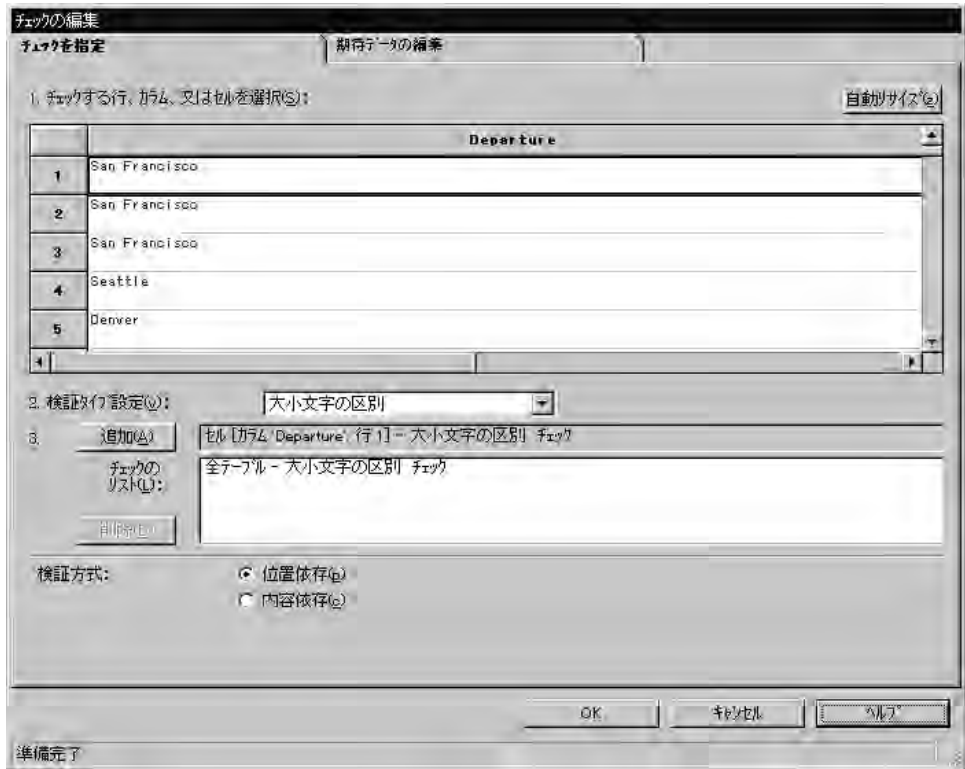 チェックの編集
チェックを指定
期待データの編集
1. チェックする行、カラム、又はセルを選択(S):
自動リサイズ(z)
Departure
1 San Francisco
2 San Francisco
3 San Francisco
4 Seattle
5 Denver
2. 検証タイプ設定(v):
大小文字の区別
3.
追加(A)
セル [カラム 'Departure', 行 1] - 大小文字の区別 チェック
チェックの
リスト(L):
全テーブル - 大小文字の区別 チェック
検証方式:
位置依存(p)
内容依存(c)
OK
キャンセル
ヘルプ
準備完了